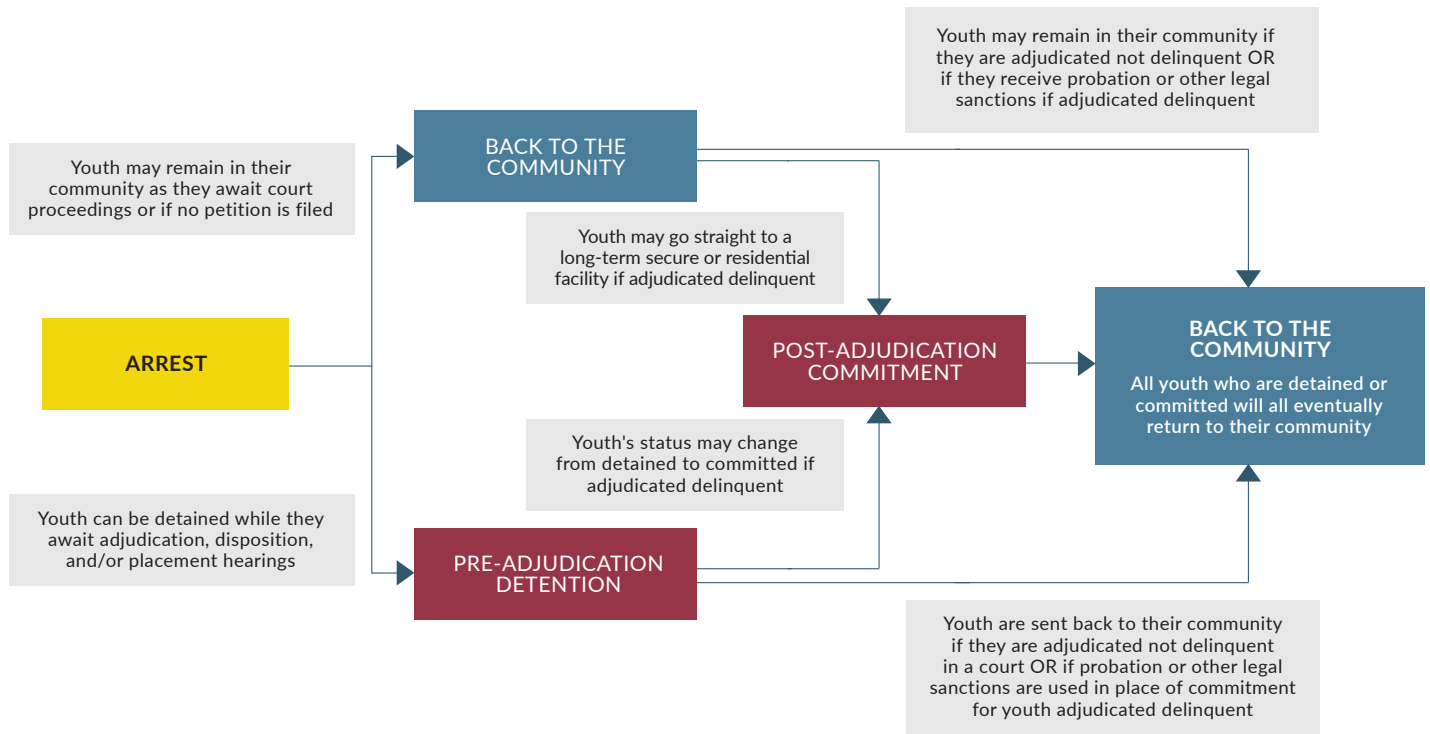 Youth may remain in their community if
they are adjudicated not delinquent OR
if they receive probation or other legal
sanctions if adjudicated delinquent
BACK TO THE
COMMUNITY
Youth may remain in their
community as they await court
proceedings or if no petition is filed
Youth may go straight to a
long-term secure or residential
facility if adjudicated delinquent
ARREST
POST-ADJUDICATION
COMMITMENT
BACK TO THE
COMMUNITY
All youth who are detained or
committed will all eventually
return to their community
Youth's status may change
from detained to committed if
adjudicated delinquent
Youth can be detained while they
await adjudication, disposition,
and/or placement hearings
PRE-ADJUDICATION
DETENTION
Youth are sent back to their community
if they are adjudicated not delinquent
in a court OR if probation or other legal
sanctions are used in place of commitment
for youth adjudicated delinquent